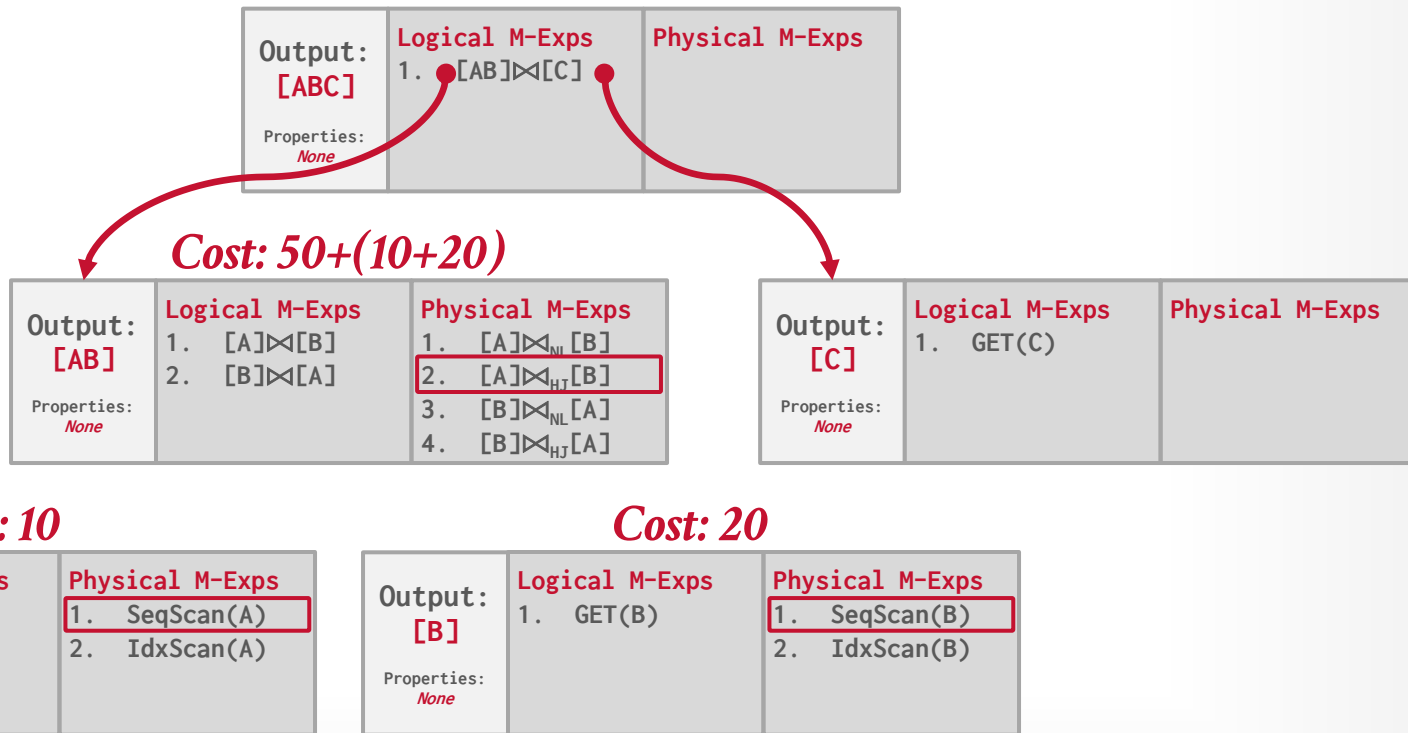 Output:
[ABC]
Properties:
None
Logical M-Exps
1. [AB]⋈[C]
Physical M-Exps
Cost: 50+(10+20)
Output:
[AB]
Properties:
None
Logical M-Exps
1. [A]⋈[B]
2. [B]⋈[A]
Physical M-Exps
1. [A]⋈NL[B]
2. [A]⋈HJ[B]
3. [B]⋈NL[A]
4. [B]⋈HJ[A]
Output:
[C]
Properties:
None
Logical M-Exps
1. GET(C)
Physical M-Exps
: 10
s
Physical M-Exps
1. SeqScan(A)
2. IdxScan(A)
Cost: 20
Output:
[B]
Properties:
None
Logical M-Exps
1. GET(B)
Physical M-Exps
1. SeqScan(B)
2. IdxScan(B)